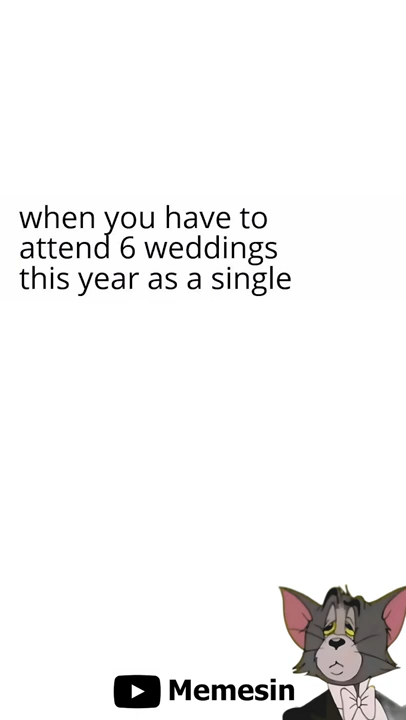 when you have to
attend 6 weddings
this year as a single
Memesin